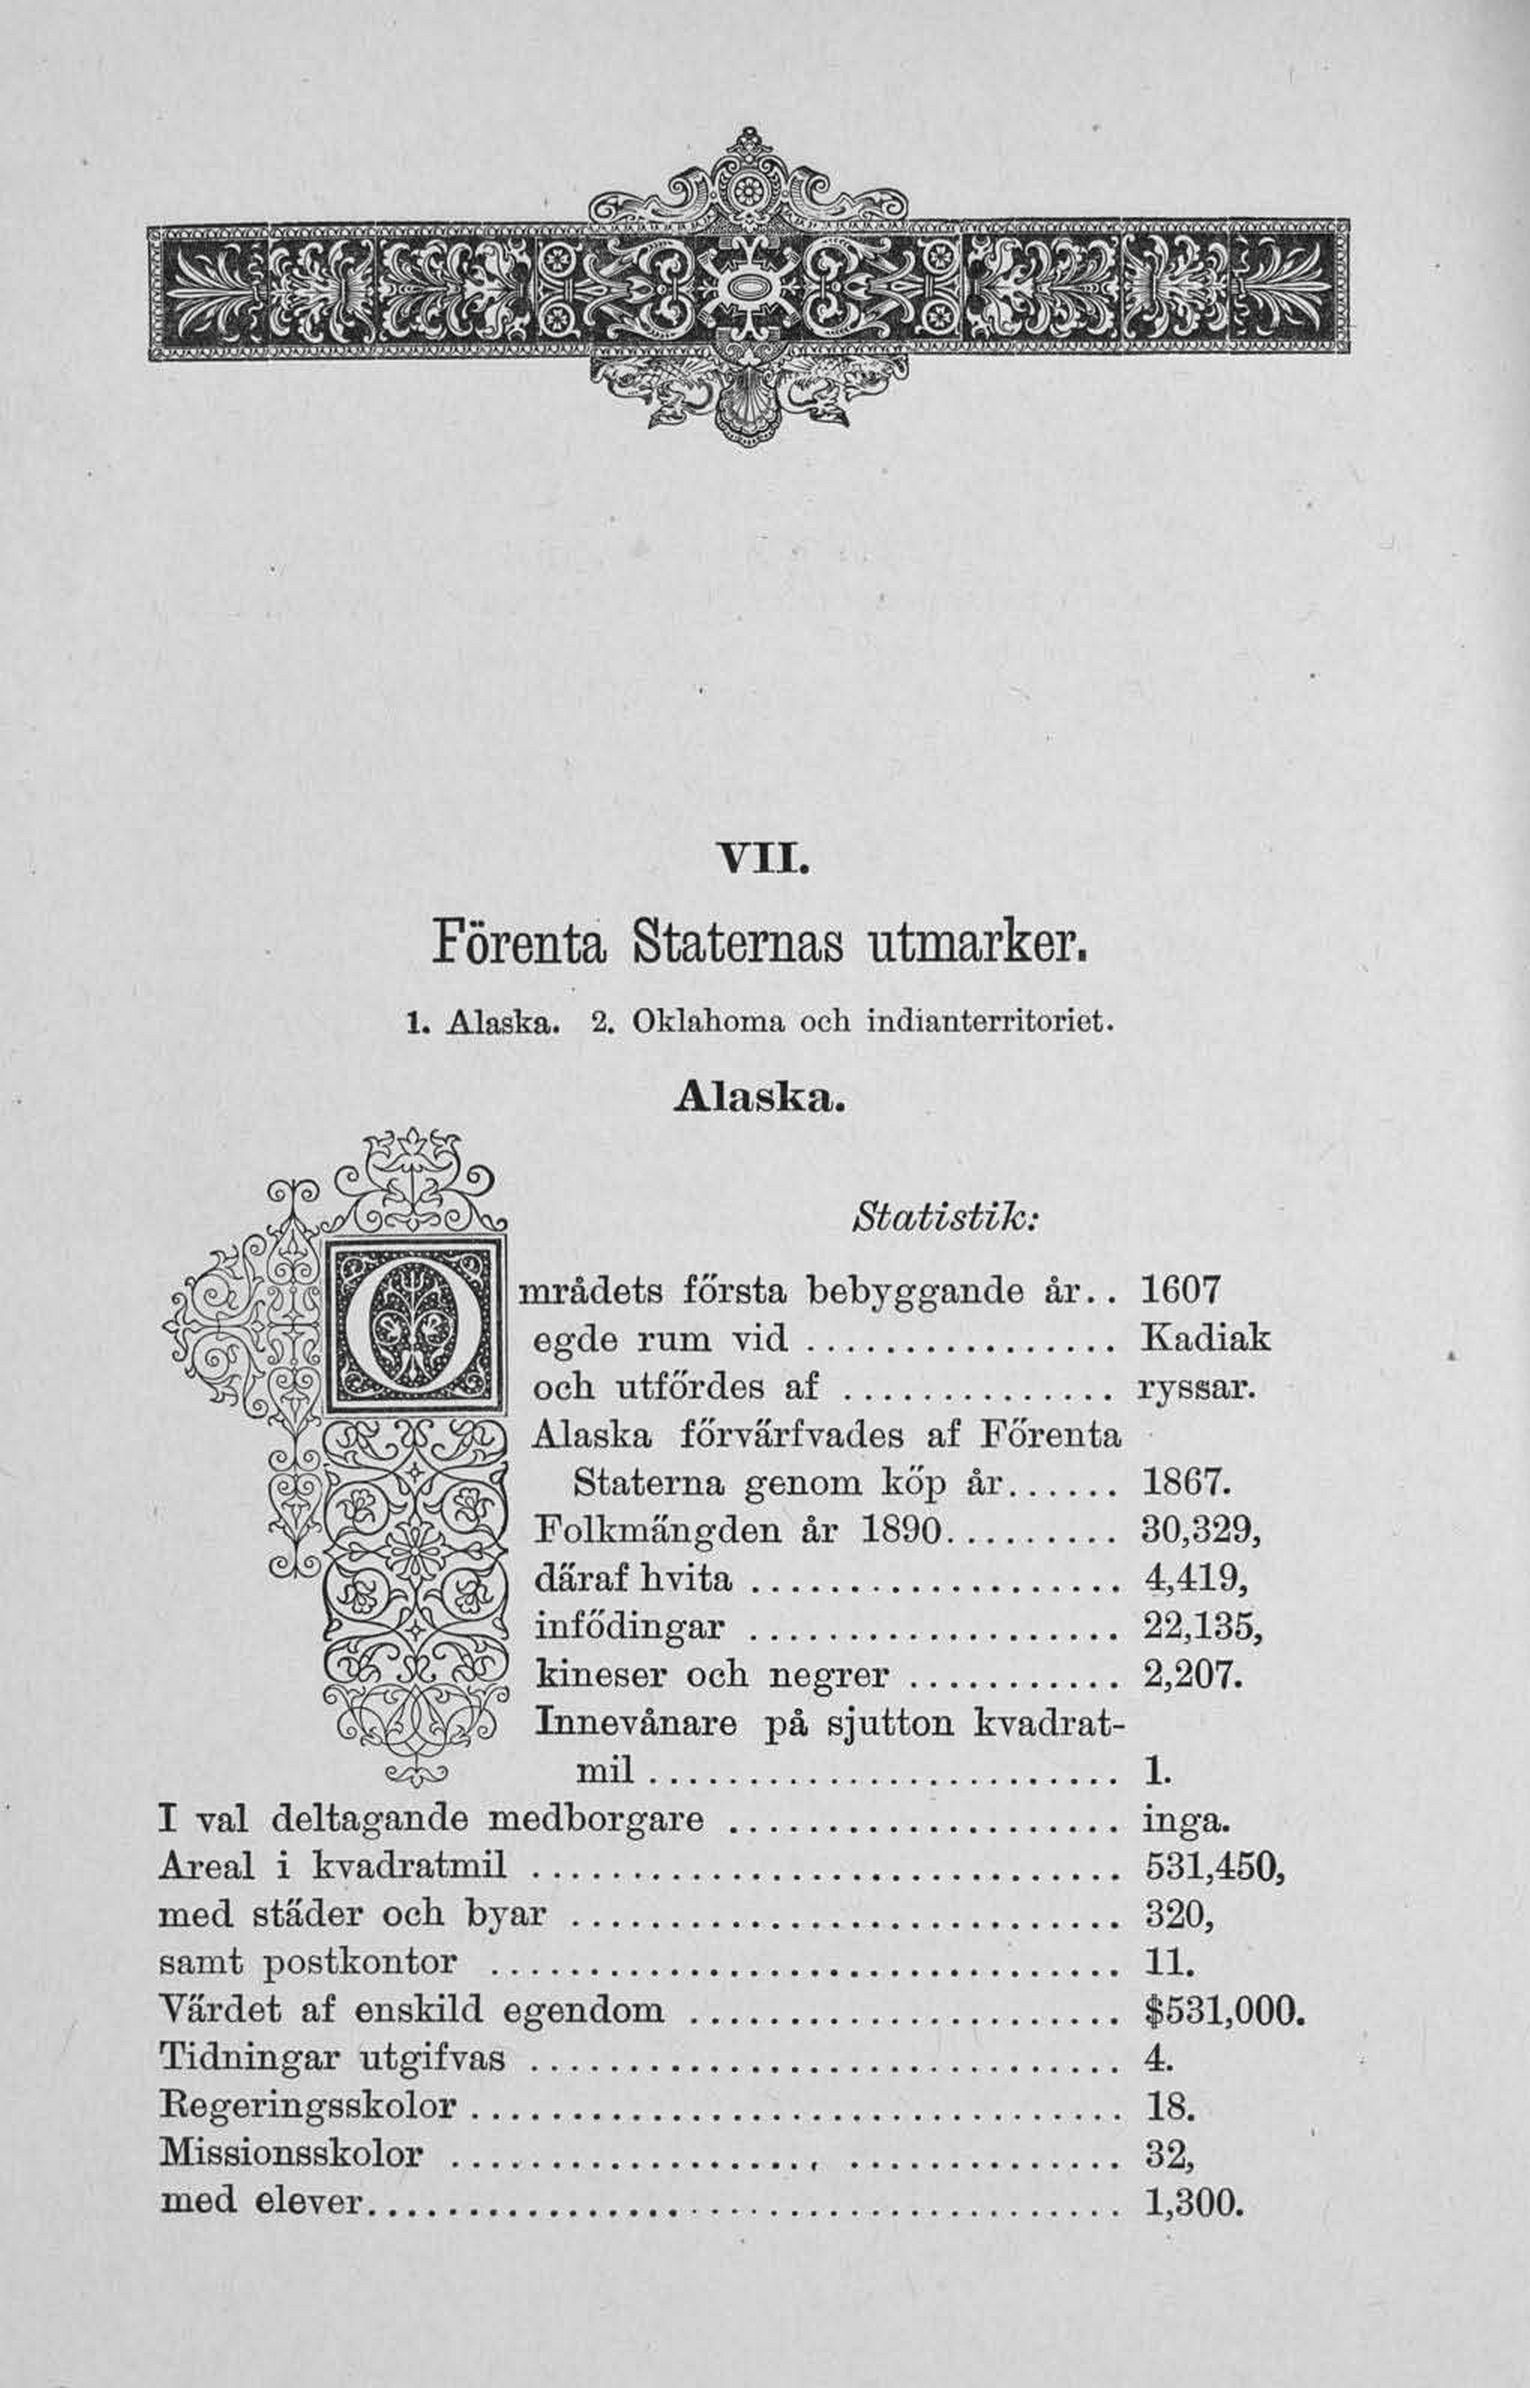 VII.
Förenta Staternas utmarker.
1. Alaska. 2. Oklahoma och indianterritoriet.
Alaska.
Statistik:
Området första bebyggande år.. 1607
egde rum vid ................ Kadiak
och utfördes af .............. ryssar.
Alaska förvärfvades af Förenta
Staterna genom köp år...... 1867.
Folkmängden år 1890......... 30,329,
däraf hvita ................... 4,419,
infödingar ................... 22,135,
kineser och negrer ........... 2,207.
Innevånare på sjutton kvadrat-
mil........................ 1.
I val deltagande medborgare .................... inga.
Areal i kvadratmil .............................. 531,450,
med städer och byar ............................ 320,
samt postkontor ................................ 11.
Värdet af enskild egendom ...................... $531,000.
Tidningar utgifvas .............................. 4.
Regeringsskolor................................. 18.
Missionsskolor .................................. 32,
med elever...................................... 1,300.